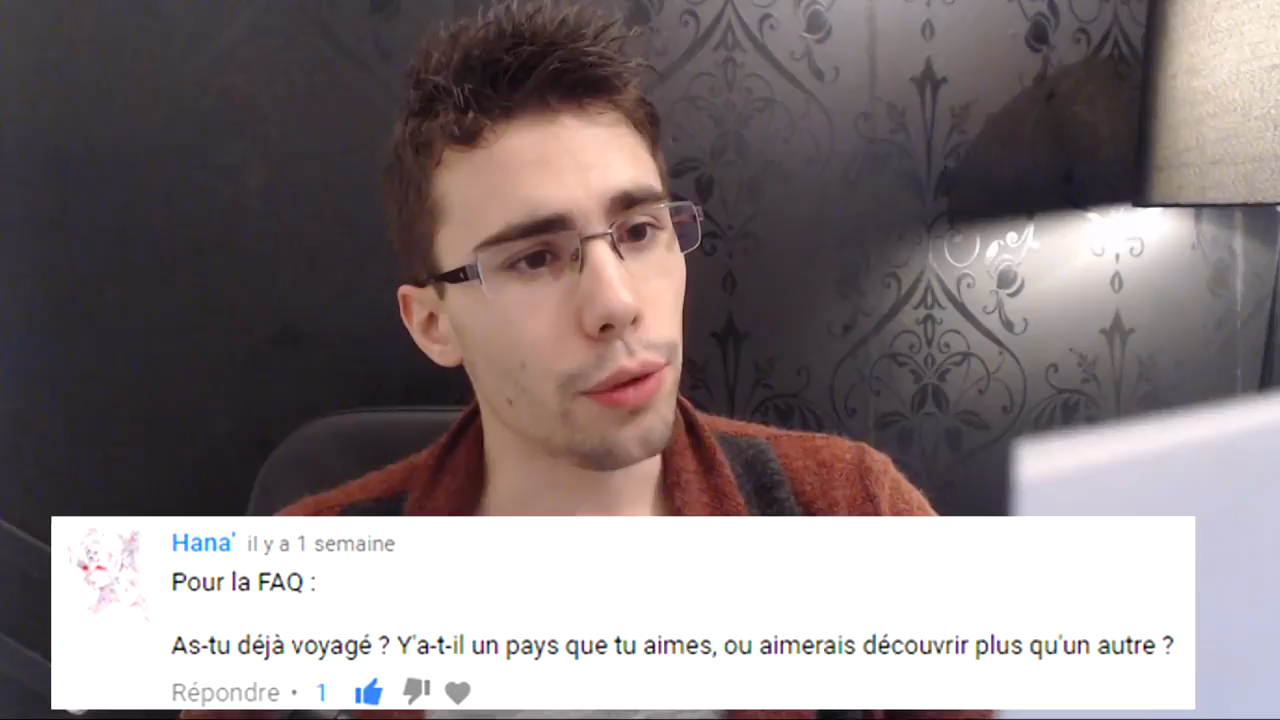 Hana' il y a 1 semaine
Pour la FAQ :
As-tu déjà voyagé ? Y'a-t-il un pays que tu aimes, ou aimerais découvrir plus qu'un autre ?
Répondre • 1